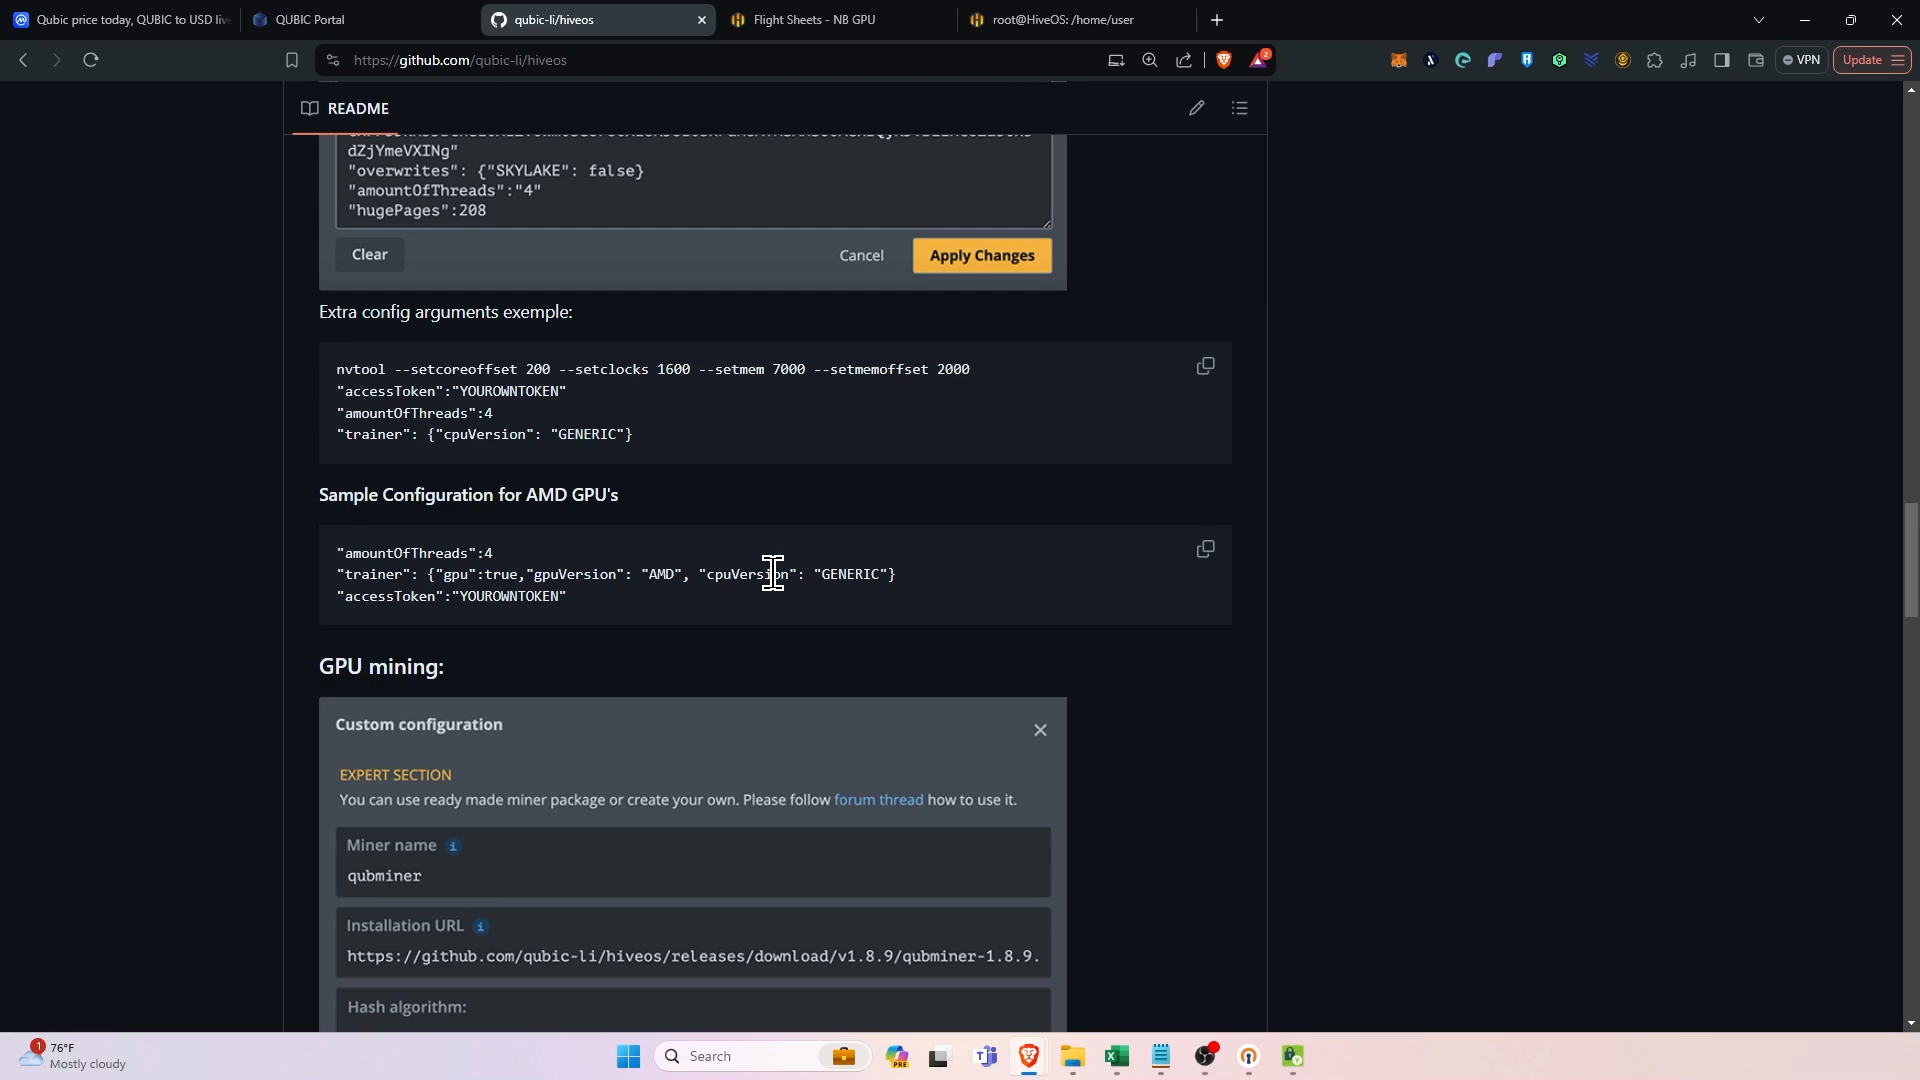 Qubic price today, QUBIC to USD liv
QUBIC Portal
qubic-li/hiveos
Flight Sheets - NB GPU
root@HiveOS: /home/user
https://github.com/qubic-li/hiveos
2
VPN
Update
README
dZjYmeVXINg"
"overwrites": {"SKYLAKE": false}
"amountOfThreads":"4"
"hugePages":208
Clear
Cancel
Apply Changes
Extra config arguments exemple:
nvtool --setcoreoffset 200 --setclocks 1600 --setmem 7000 --setmemoffset 2000
"accessToken":"YOUROWNTOKEN"
"amountOfThreads":4
"trainer": {"cpuVersion": "GENERIC"}
Sample Configuration for AMD GPU's
"amountOfThreads":4
"trainer": {"gpu":true,"gpuVersion": "AMD", "cpuVersion": "GENERIC"}
"accessToken":"YOUROWNTOKEN"
GPU mining:
Custom configuration
EXPERT SECTION
You can use ready made miner package or create your own. Please follow forum thread how to use it.
Miner name
qubminer
Installation URL
https://github.com/qubic-li/hiveos/releases/download/v1.8.9/qubminer-1.8.9.
Hash algorithm:
1
76°F
Mostly cloudy
Search
PRE